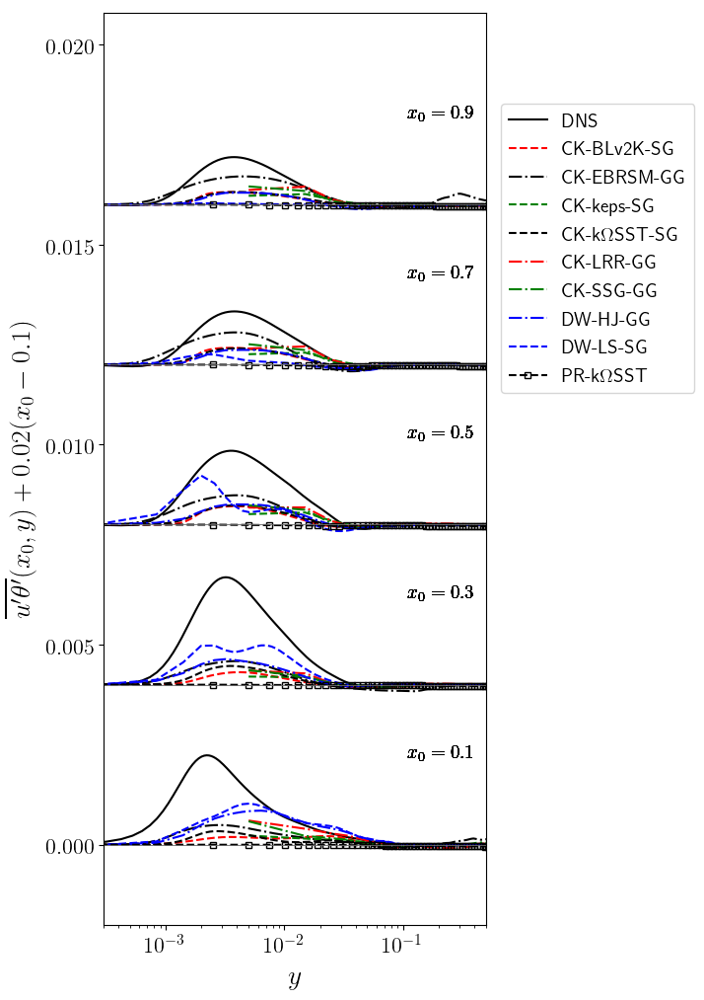 0.020
0.015
0.010
0.005
0.000
$\overline{u'\theta'}(x_0, y) + 0.02(x_0 - 0.1)$
$x_0 = 0.9$
$x_0 = 0.7$
$x_0 = 0.5$
$x_0 = 0.3$
$x_0 = 0.1$
$10^{-3}$ $10^{-2}$ $10^{-1}$
$y$
DNS
CK-BLv2K-SG
CK-EBRSM-GG
CK-keps-SG
CK-kΩSST-SG
CK-LRR-GG
CK-SSG-GG
DW-HJ-GG
DW-LS-SG
PR-kΩSST